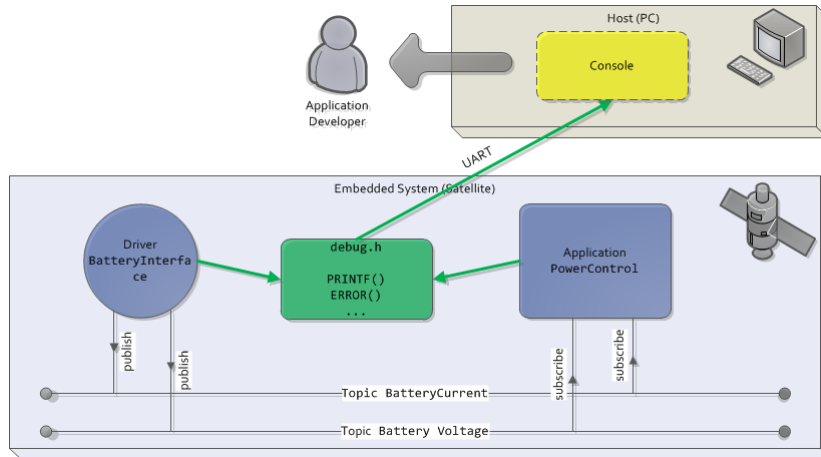 Host (PC)
Console
Application
Developer
UART
Embedded System (Satellite)
Driver
BatteryInterfa
ce
debug.h
PRINTF()
ERROR()
...
Application
PowerControl
publish
publish
subscribe
subscribe
Topic BatteryCurrent
Topic Battery Voltage